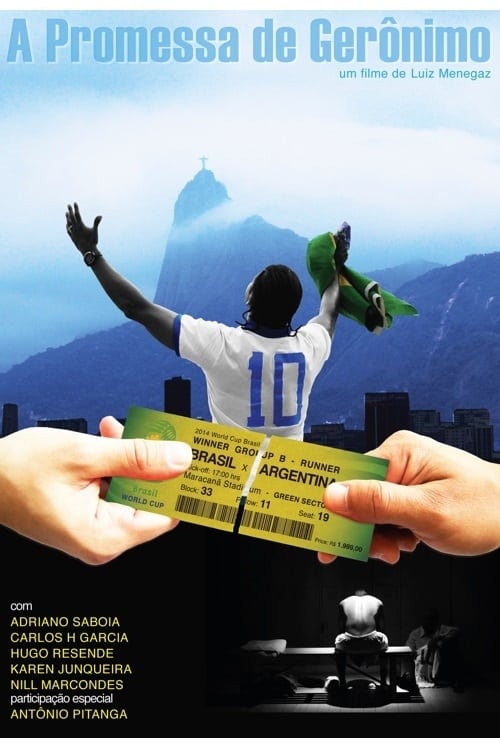 A Promessa de Gerônimo
um filme de Luiz Menegaz
10
2014 World Cup Brasil
WINNER GROUP B - RUNNER
BRASIL X ARGENTINA
Kick-off: 17:00 hrs
Maracanã Stadium - GREEN SECTO
Block: 33
11
Seat: 19
Price: R$ 1.999,00
Brasil
WORLD CUP
com
ADRIANO SABOIA
CARLOS H GARCIA
HUGO RESENDE
KAREN JUNQUEIRA
NILL MARCONDES
participação especial
ANTÔNIO PITANGA